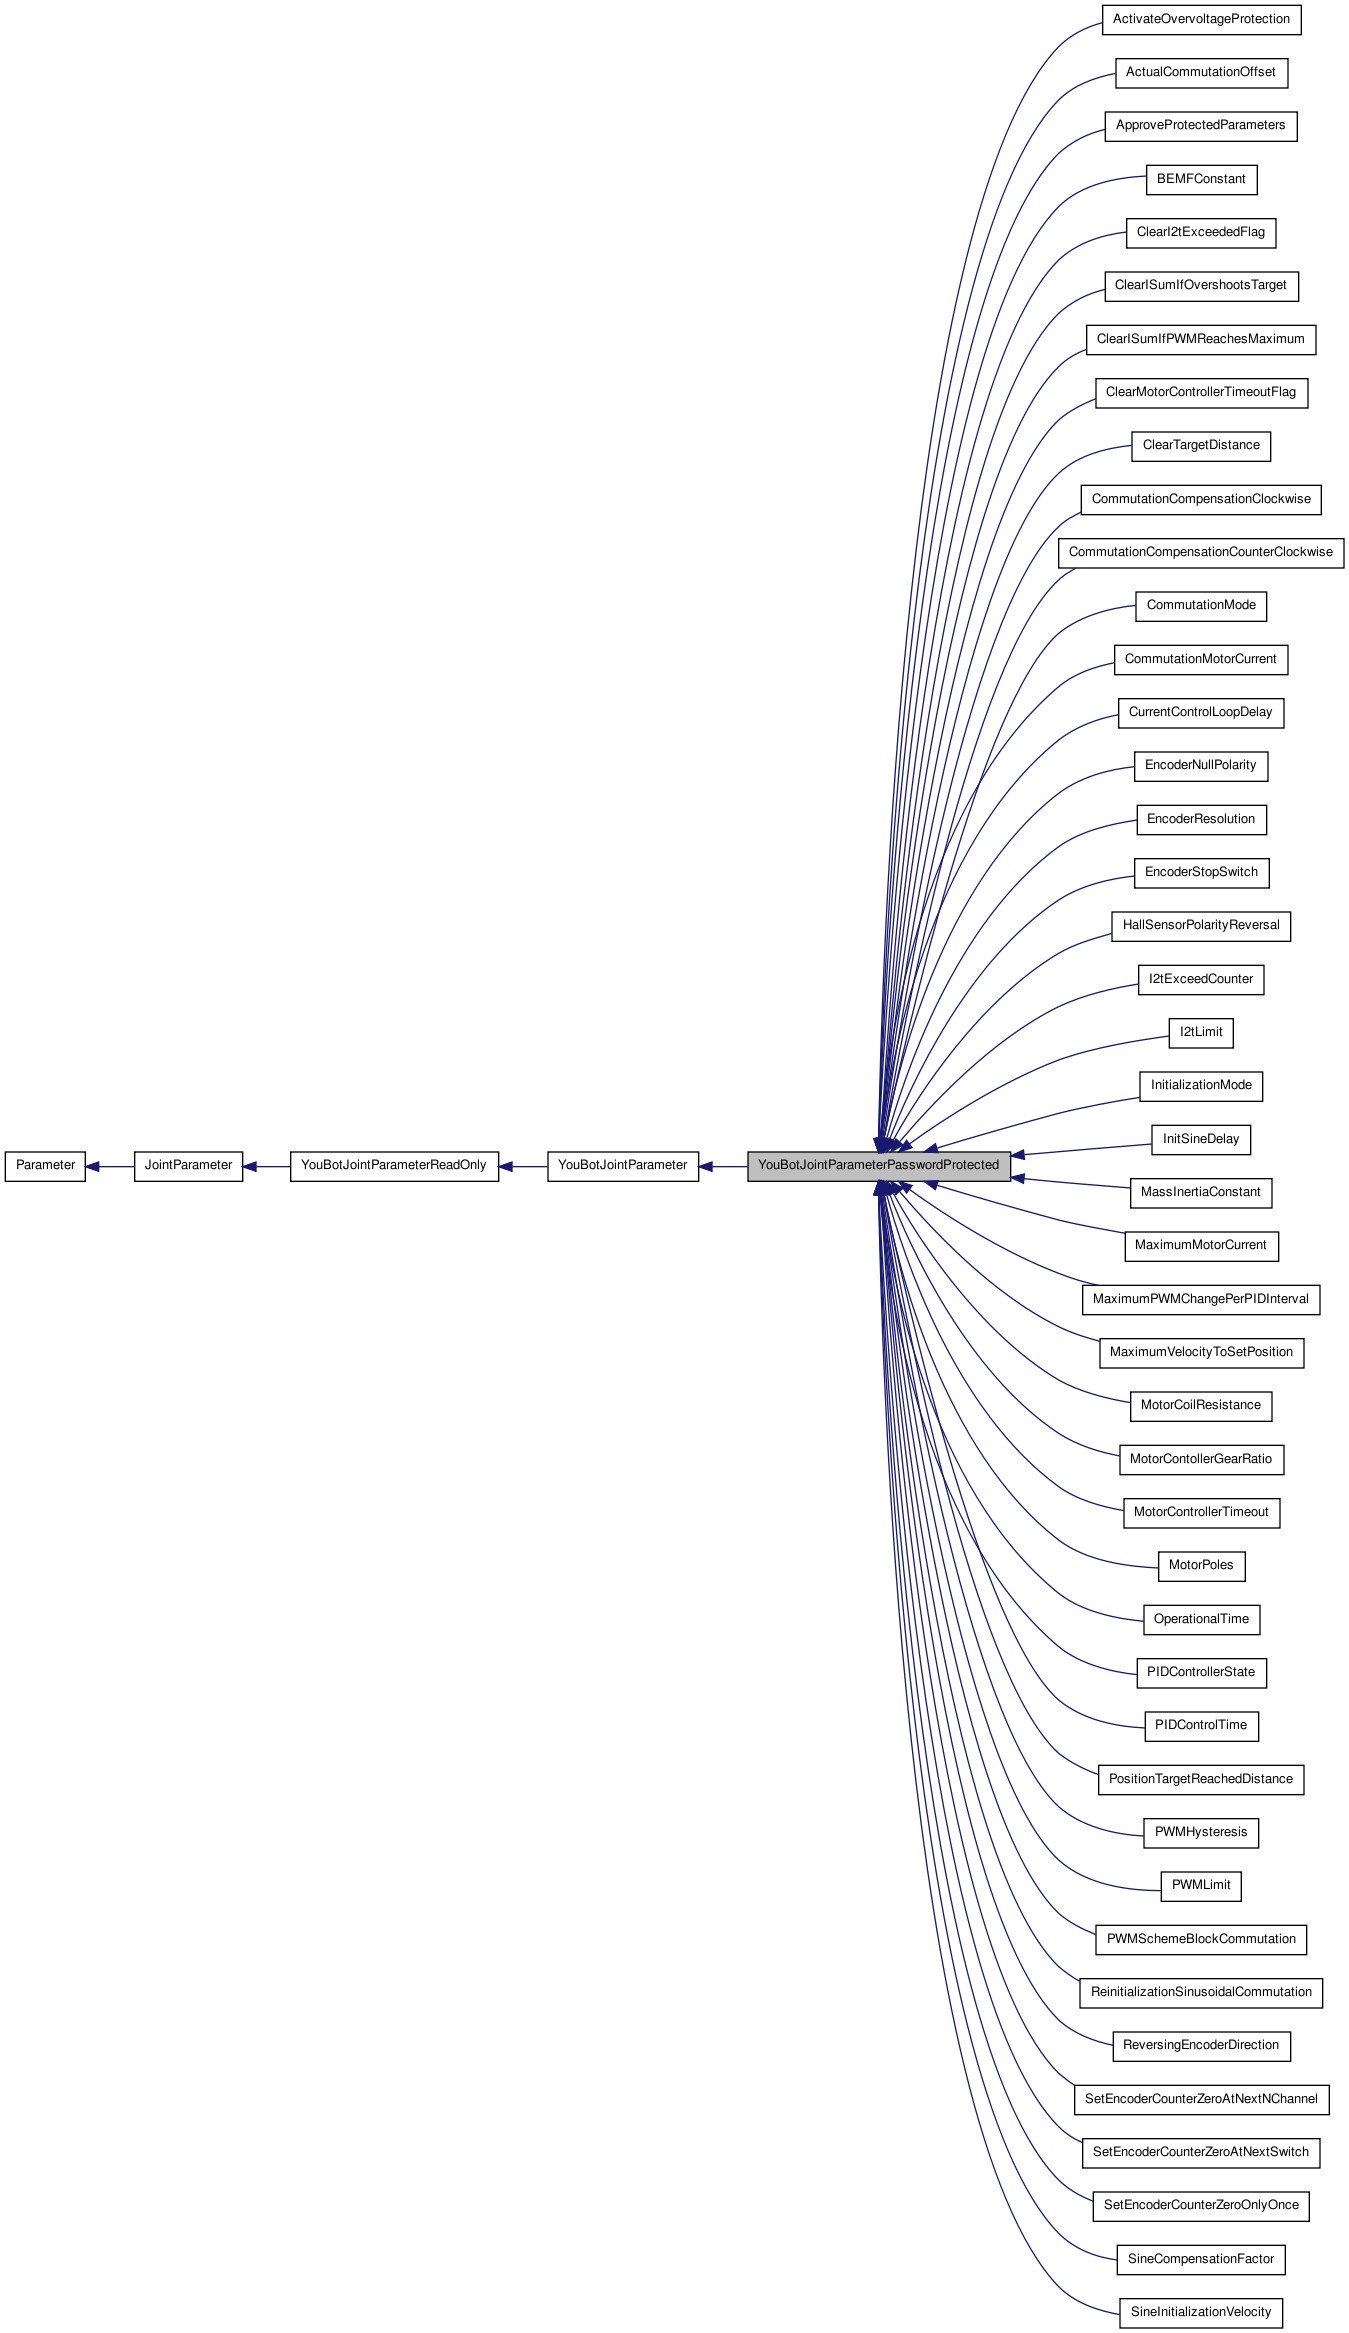 ActivateOvervoltageProtection
ActualCommutationOffset
ApproveProtectedParameters
BEMFConstant
ClearI2tExceededFlag
ClearISumIfOvershootsTarget
ClearISumIfPWMReachesMaximum
ClearMotorControllerTimeoutFlag
ClearTargetDistance
CommutationCompensationClockwise
CommutationCompensationCounterClockwise
CommutationMode
CommutationMotorCurrent
CurrentControlLoopDelay
EncoderNullPolarity
EncoderResolution
EncoderStopSwitch
HallSensorPolarityReversal
I2tExceedCounter
I2tLimit
InitializationMode
InitSineDelay
Parameter JointParameter YouBotJointParameterReadOnly YouBotJointParameter YouBotJointParameterPasswordProtected
MassInertiaConstant
MaximumMotorCurrent
MaximumPWMChangePerPIDInterval
MaximumVelocityToSetPosition
MotorCoilResistance
MotorContollerGearRatio
MotorControllerTimeout
MotorPoles
OperationalTime
PIDControllerState
PIDControlTime
PositionTargetReachedDistance
PWMHysteresis
PWMLimit
PWMSchemeBlockCommutation
ReinitializationSinusoidalCommutation
ReversingEncoderDirection
SetEncoderCounterZeroAtNextNChannel
SetEncoderCounterZeroAtNextSwitch
SetEncoderCounterZeroOnlyOnce
SineCompensationFactor
SineInitializationVelocity